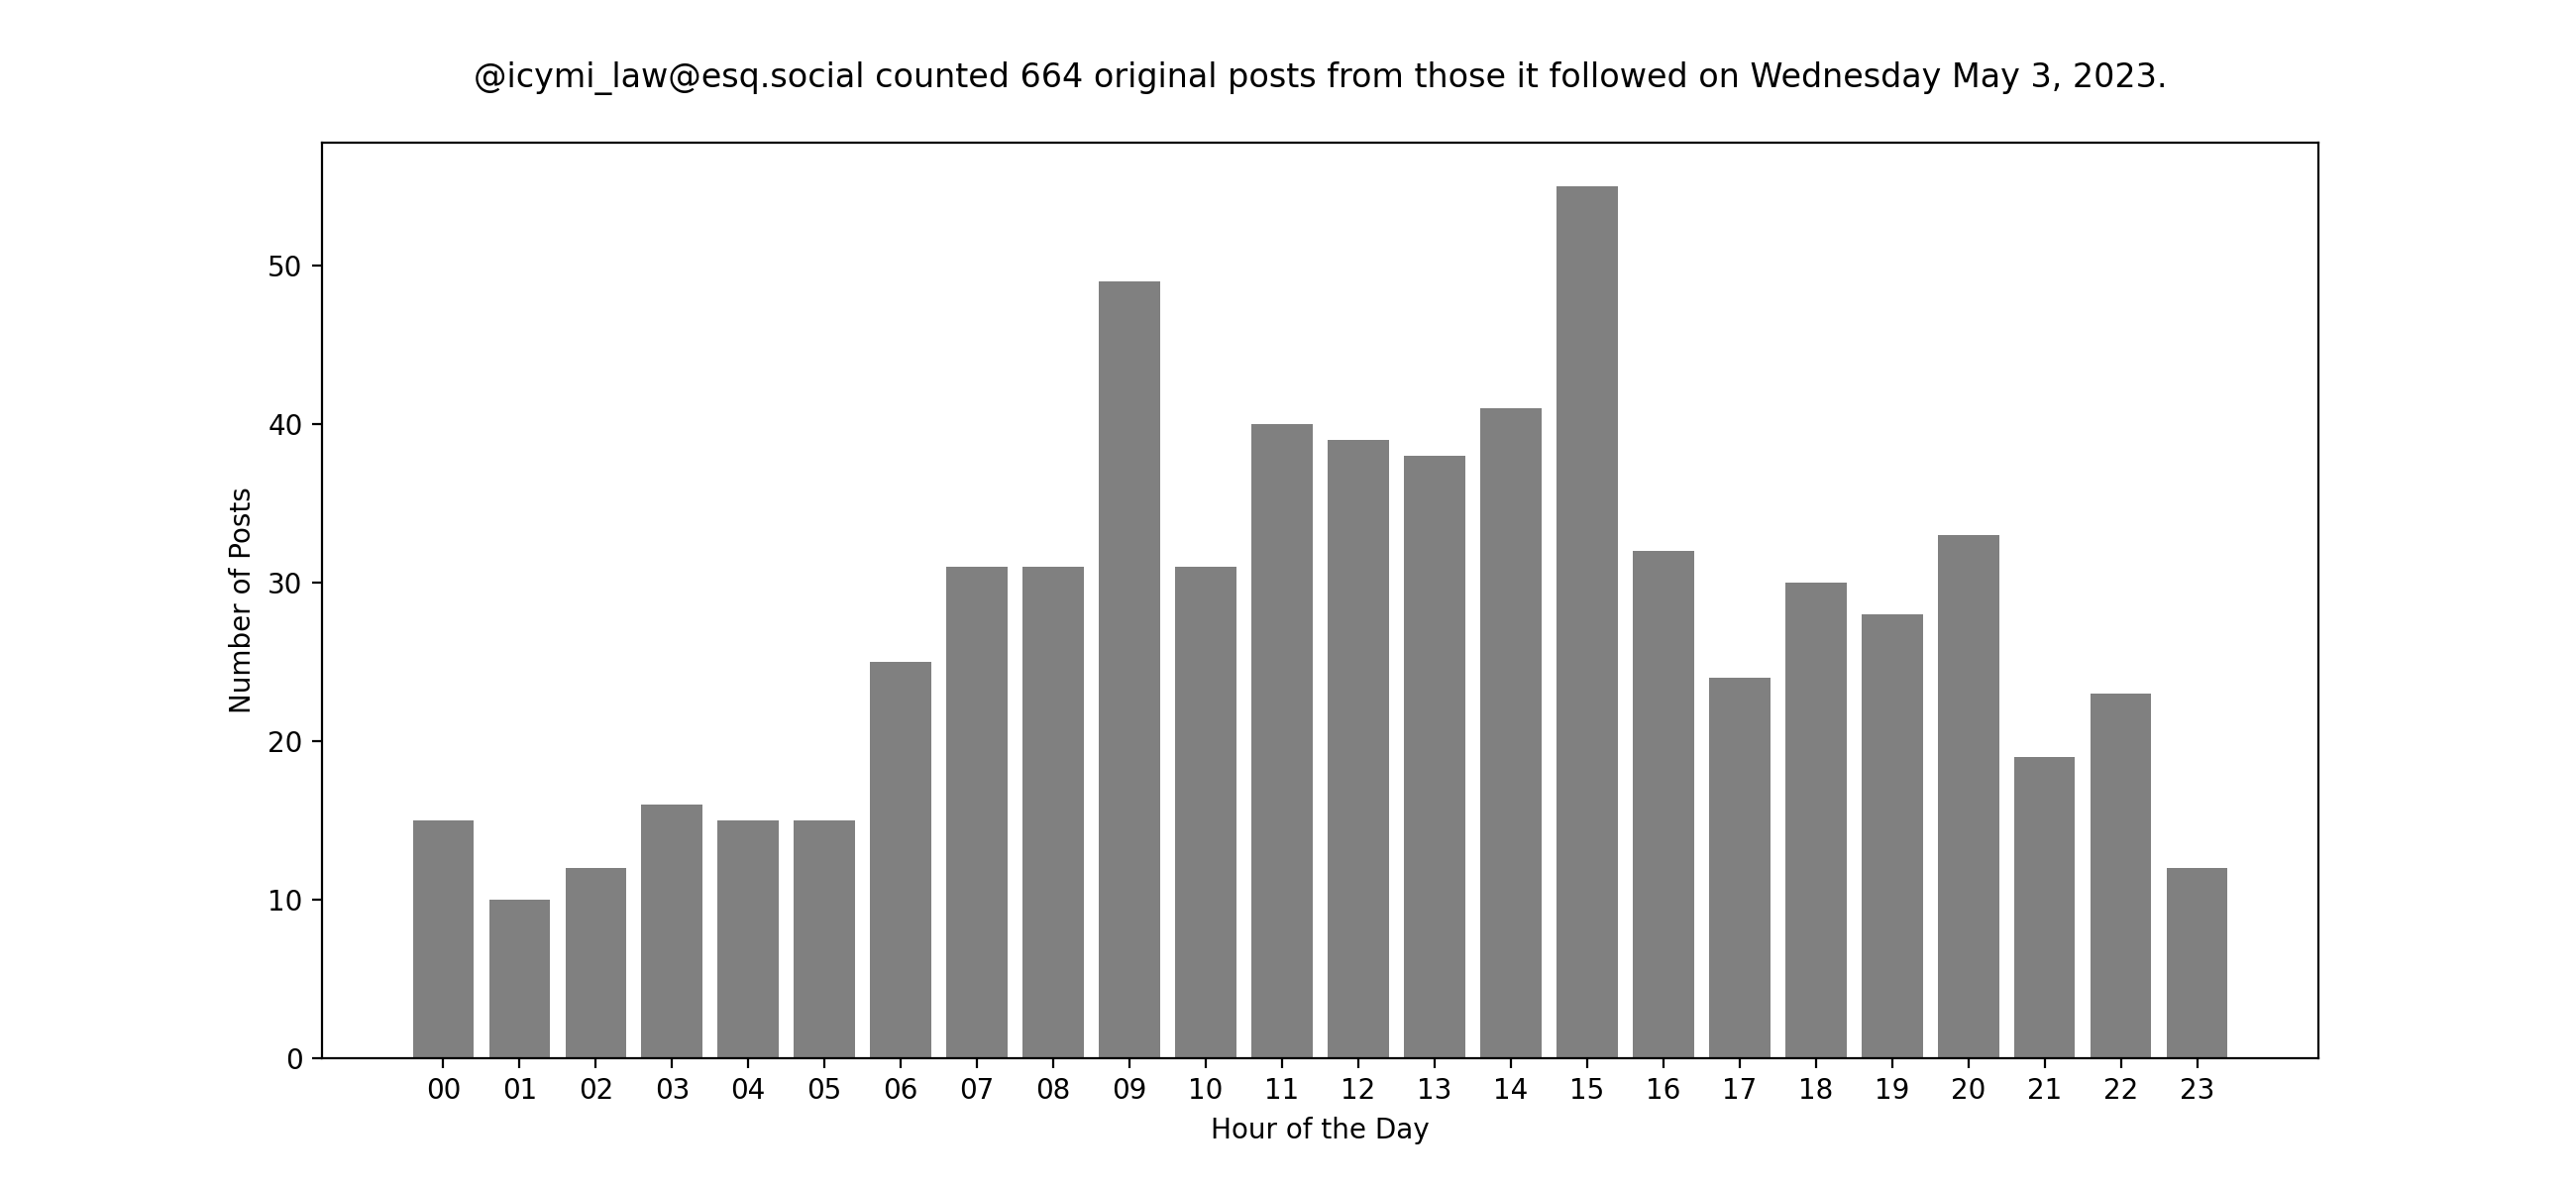 @icymi_law@esq.social counted 664 original posts from those it followed on Wednesday May 3, 2023.
Number of Posts
50
40
30
20
10
0
00 01 02 03 04 05 06 07 08 09 10 11 12 13 14 15 16 17 18 19 20 21 22 23
Hour of the Day